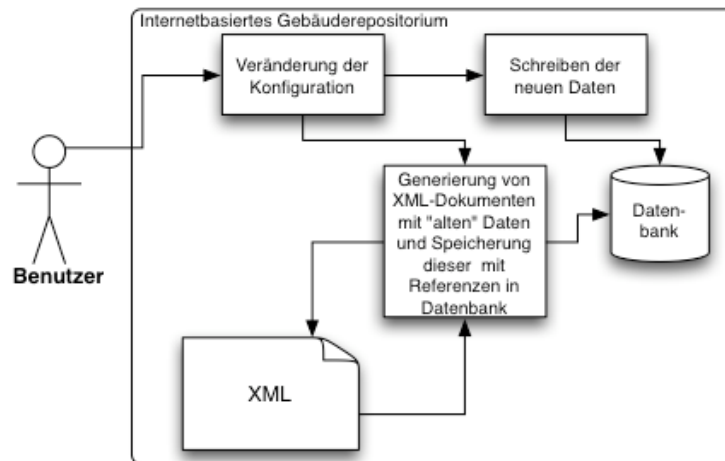 Internetbasiertes Gebäuderepositorium
Veränderung der
Konfiguration
Schreiben der
neuen Daten
Generierung von
XML-Dokumenten
mit "alten" Daten
und Speicherung
dieser mit
Referenzen in
Datenbank
Daten-
bank
Benutzer
XML